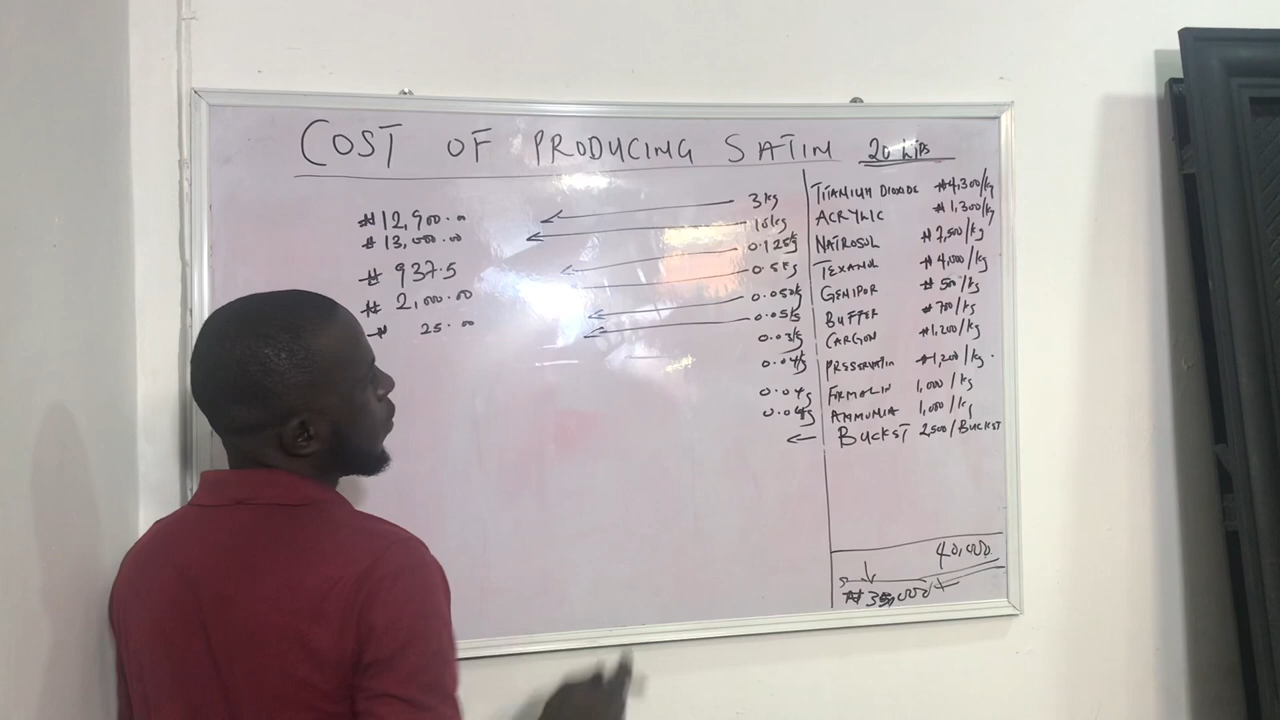 COST OF PRODUCING SATIN 20 Ltrs
₦12,900.00 3kg TITANIUM DIOXIDE ₦4,300/kg
₦13,000.00 10kg ACRYLIC ₦1,300/kg
₦937.5 0.125kg NATROSOL ₦7,500/kg
₦2,000.00 0.5kg TEXANOL ₦4,000/kg
₦ 25.00 0.050kg GENIPOR ₦500/kg
0.05kg BUFFER ₦700/kg
0.03kg CARGON ₦1,200/kg
0.04kg PRESERVATIN ₦1,200/kg.
0.04g FORMALIN 1,000/kg
0.04kg AMMONIA 1,000/kg
BUCKET 2,500/BUCKET
40,000